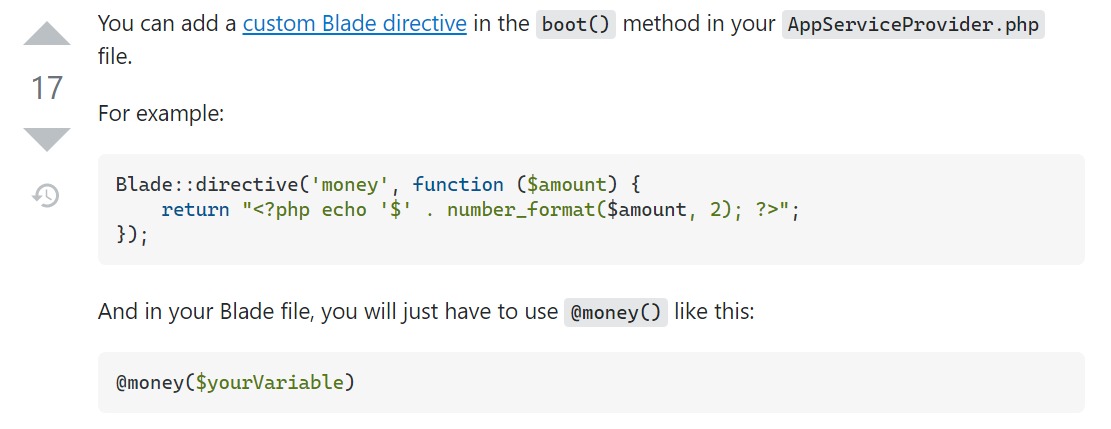 You can add a custom Blade directive in the boot() method in your AppServiceProvider.php
file.
17
For example:
Blade::directive('money', function ($amount) {
    return "<?php echo '$' . number_format($amount, 2); ?>";
});
And in your Blade file, you will just have to use @money() like this:
@money($yourVariable)